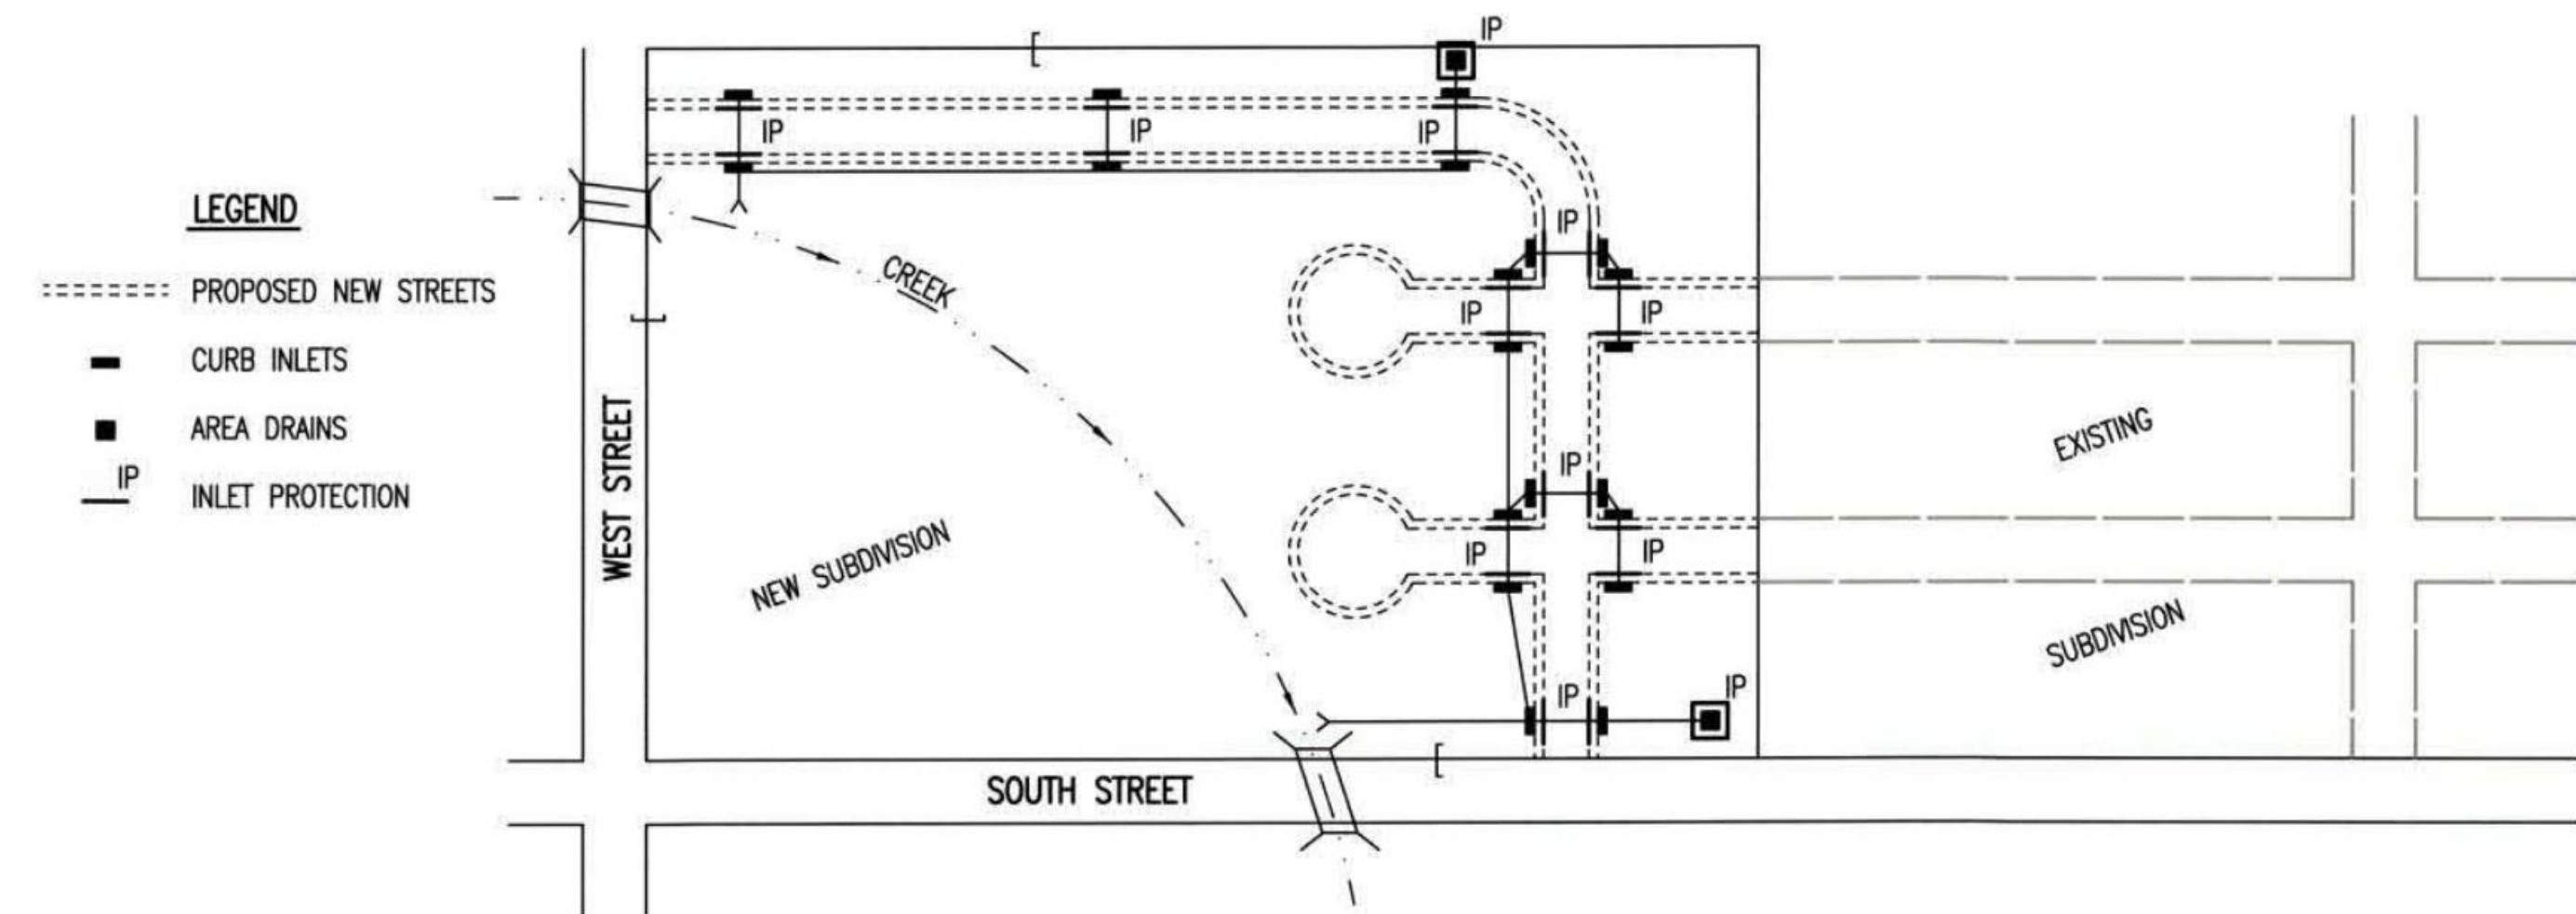 IP
IP
IP
IP
LEGEND
PROPOSED NEW STREETS
CURB INLETS
AREA DRAINS
IP
INLET PROTECTION
WEST STREET
CREEK
NEW SUBDIVISION
IP
IP
IP
IP
IP
IP
IP
IP
EXISTING
SUBDIVISION
SOUTH STREET